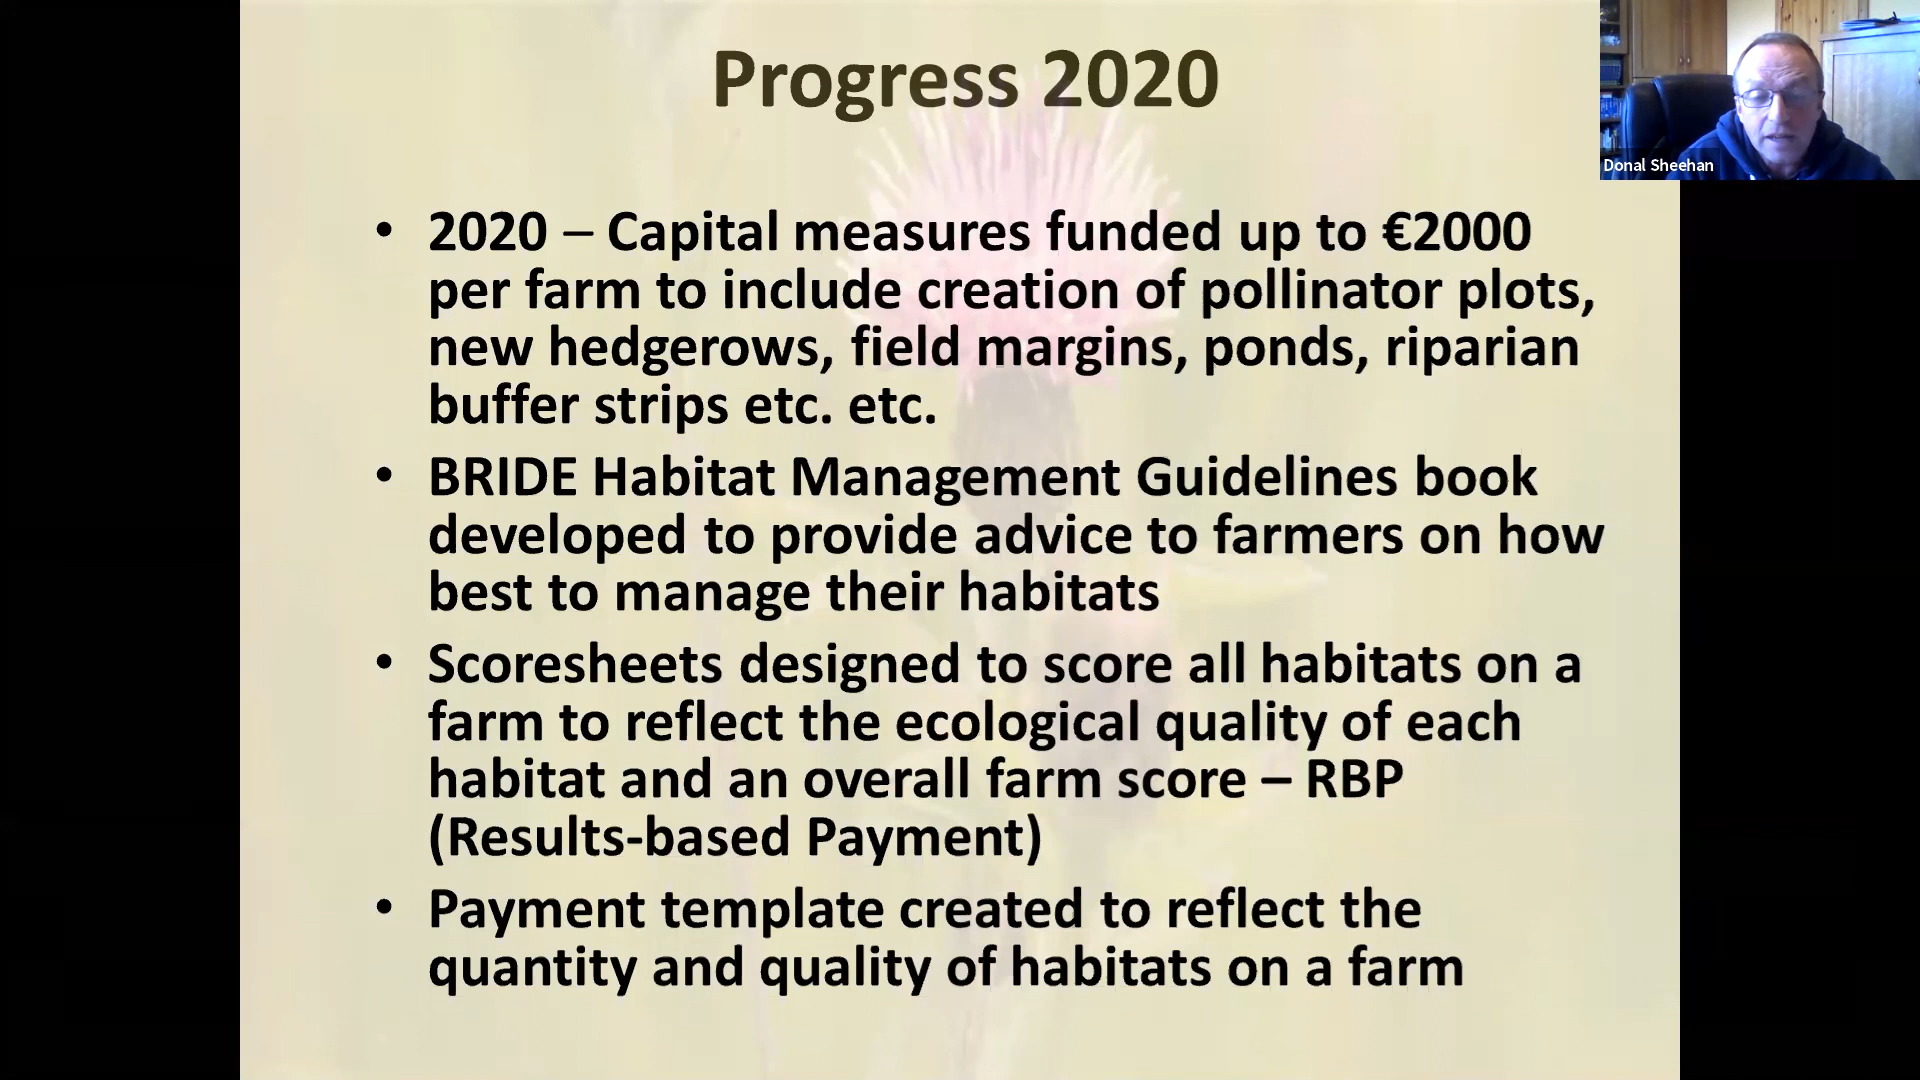 Progress 2020
Donal Sheehan
• 2020 – Capital measures funded up to €2000
per farm to include creation of pollinator plots,
new hedgerows, field margins, ponds, riparian
buffer strips etc. etc.
• BRIDE Habitat Management Guidelines book
developed to provide advice to farmers on how
best to manage their habitats
• Scoresheets designed to score all habitats on a
farm to reflect the ecological quality of each
habitat and an overall farm score – RBP
(Results-based Payment)
• Payment template created to reflect the
quantity and quality of habitats on a farm